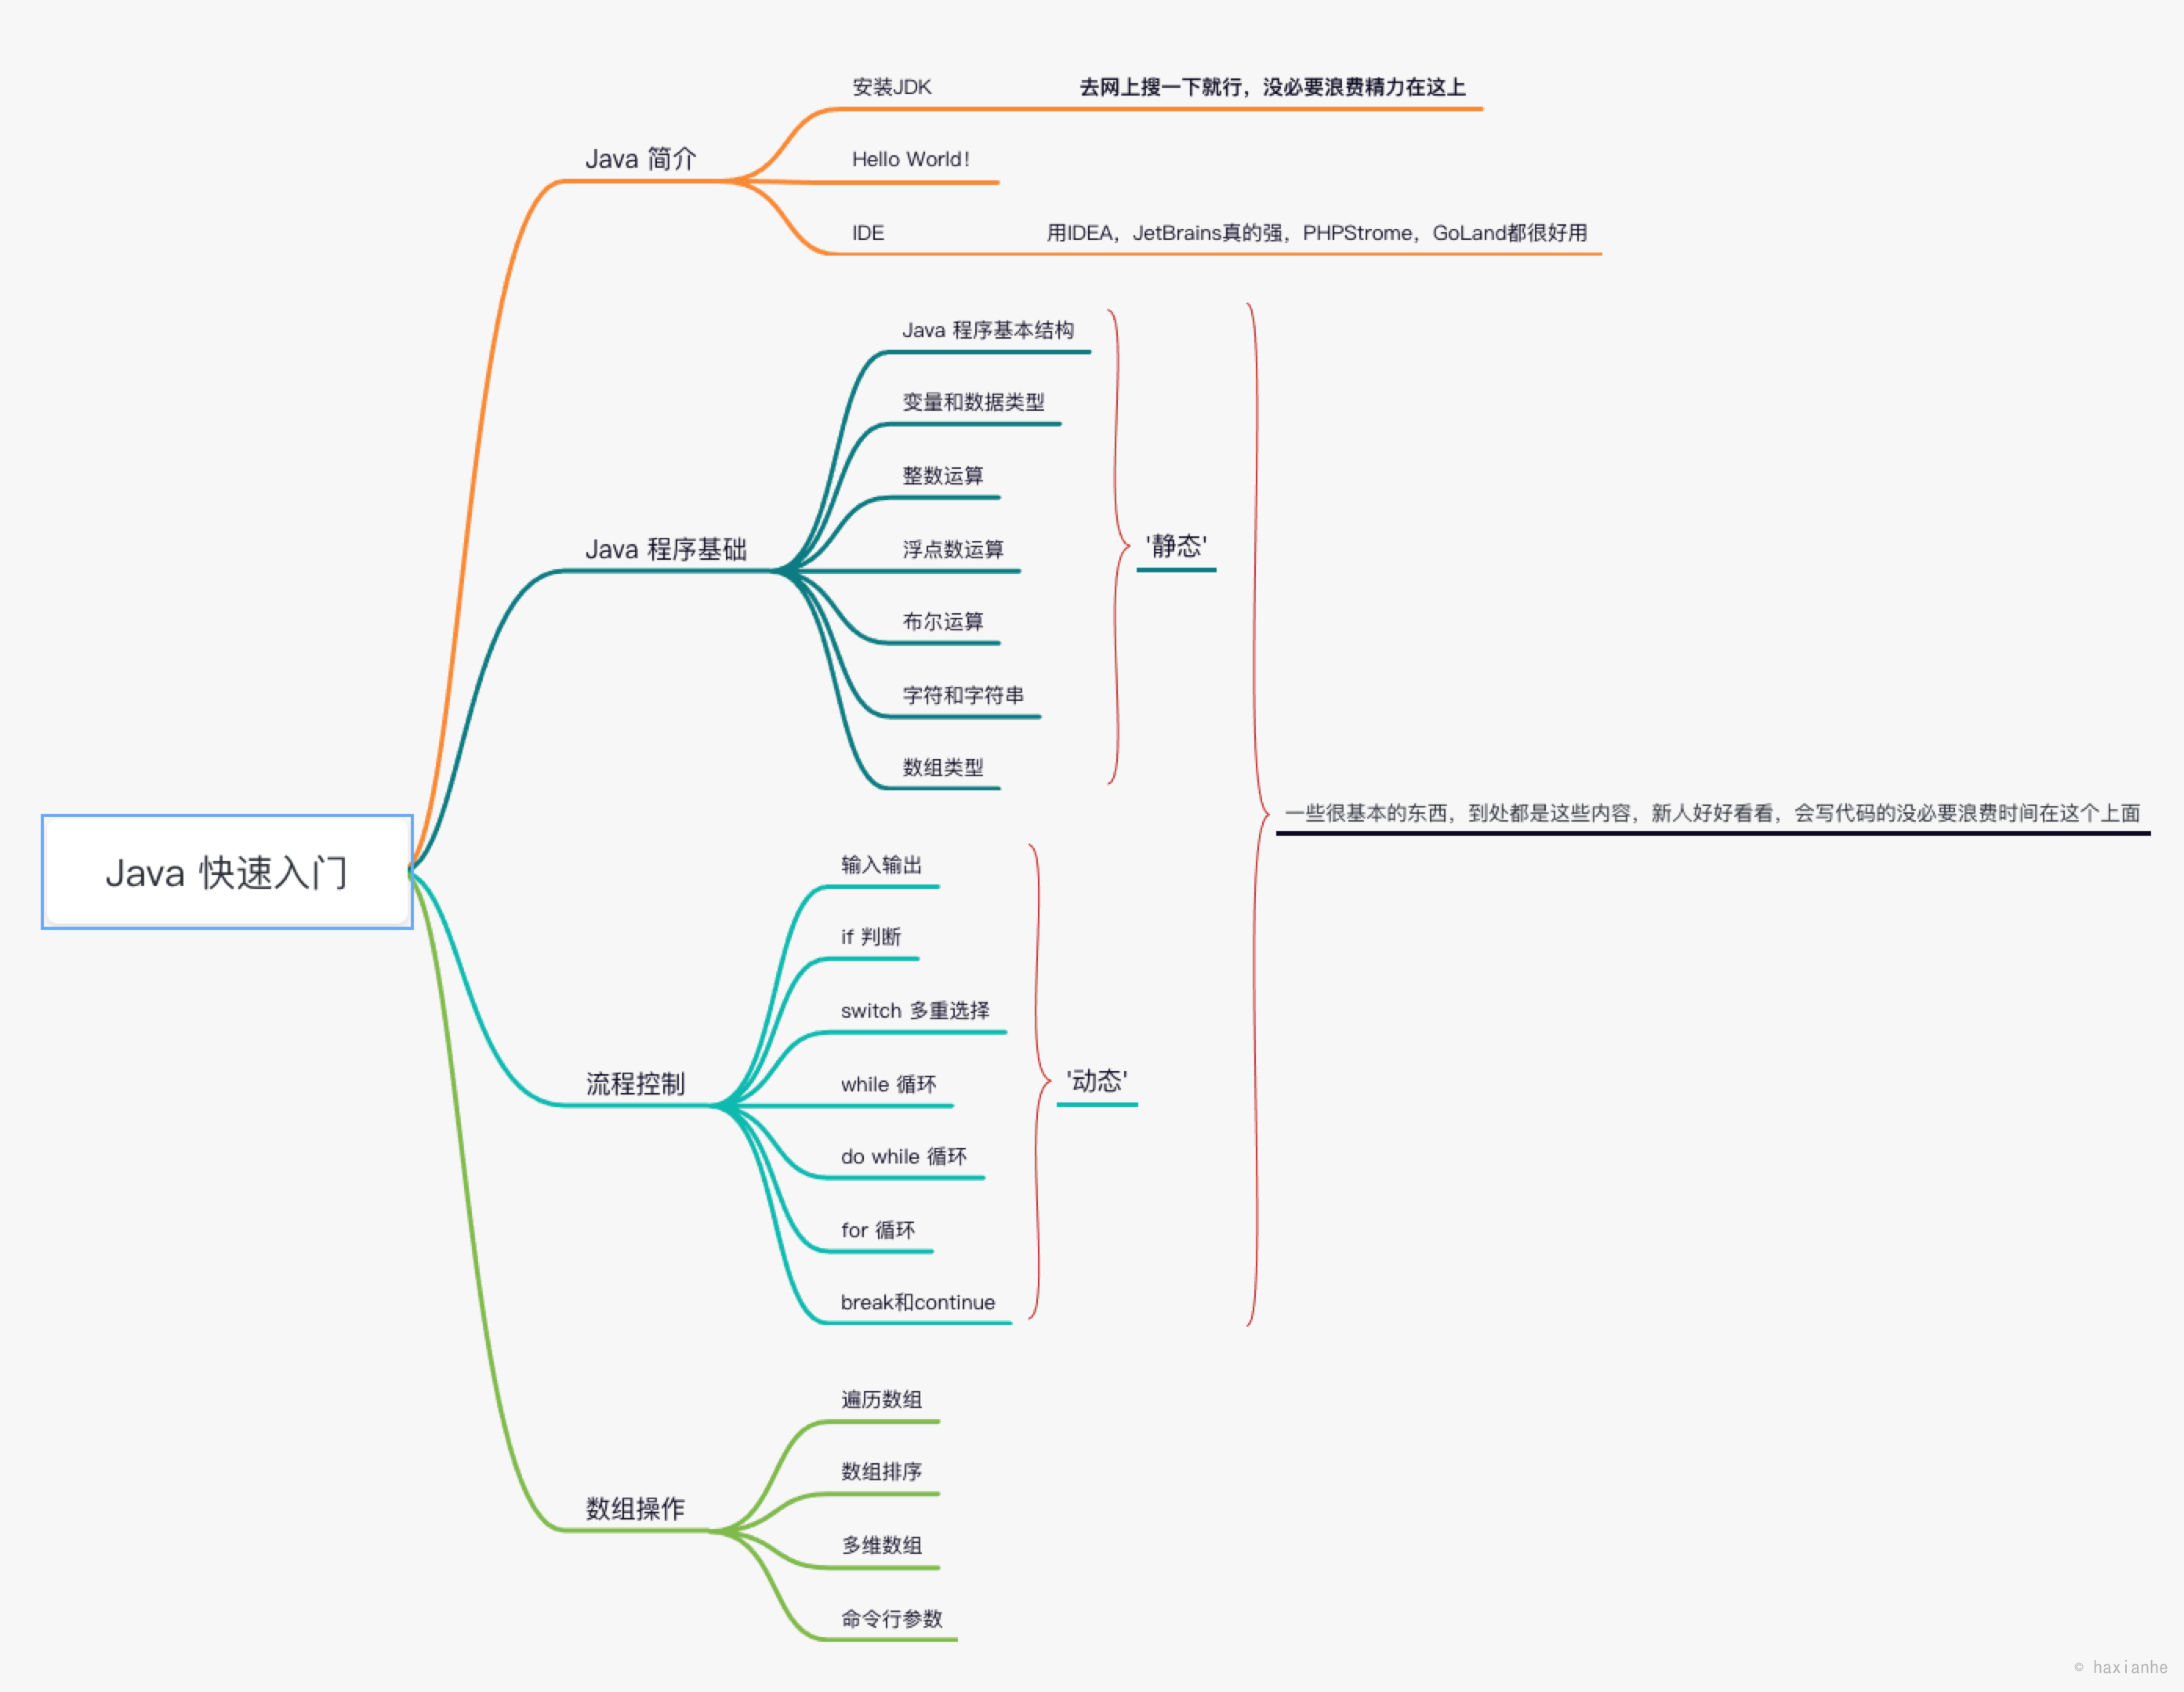 Java 快速入门
Java 简介
安装JDK
去网上搜一下就行，没必要浪费精力在这上
Hello World！
IDE
用IDEA，JetBrains真的强，PHPStrome，GoLand都很好用
Java 程序基础
Java 程序基本结构
变量和数据类型
整数运算
浮点数运算
布尔运算
字符和字符串
数组类型
'静态'
流程控制
输入输出
if 判断
switch 多重选择
while 循环
do while 循环
for 循环
break和continue
'动态'
一些很基本的东西，到处都是这些内容，新人好好看看，会写代码的没必要浪费时间在这个上面
数组操作
遍历数组
数组排序
多维数组
命令行参数
© haxianhe